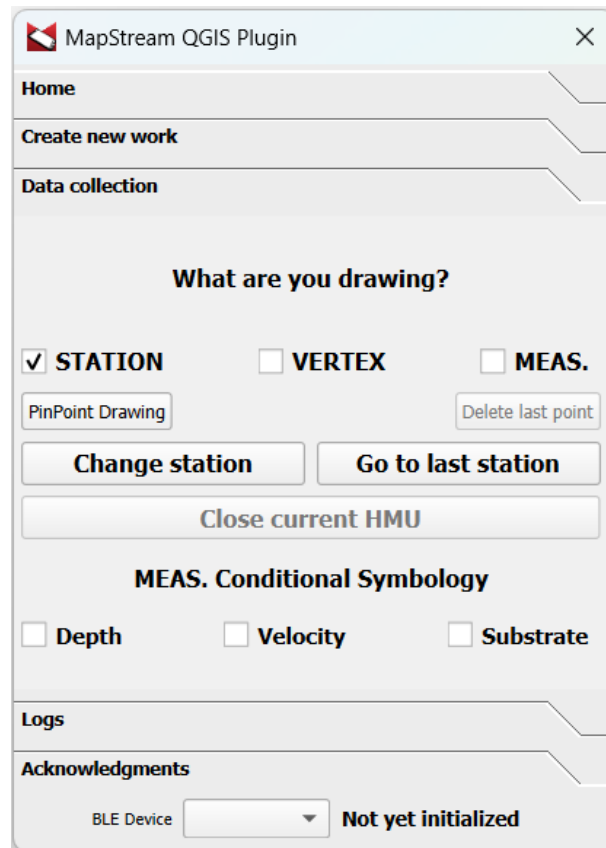 MapStream QGIS Plugin
Home
Create new work
Data collection
What are you drawing?
STATION VERTEX MEAS.
PinPoint Drawing Delete last point
Change station Go to last station
Close current HMU
MEAS. Conditional Symbology
Depth Velocity Substrate
Logs
Acknowledgments
BLE Device Not yet initialized